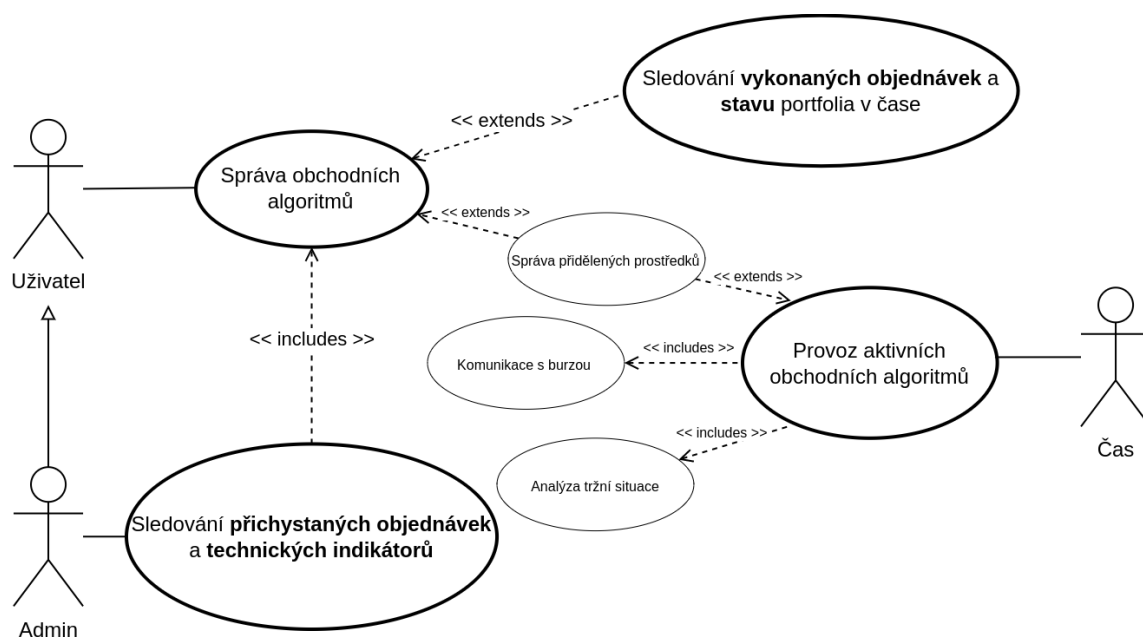 Sledování vykonaných objednávek a
stavu portfolia v čase
<< extends >>
Správa obchodních
algoritmů
<< extends >>
Správa přidělených prostředků
<< extends >>
Uživatel
<< includes >>
<< includes >>
Komunikace s burzou
Provoz aktivních
obchodních algoritmů
<< includes >>
Čas
Analýza tržní situace
Sledování přichystaných objednávek
a technických indikátorů
Admin